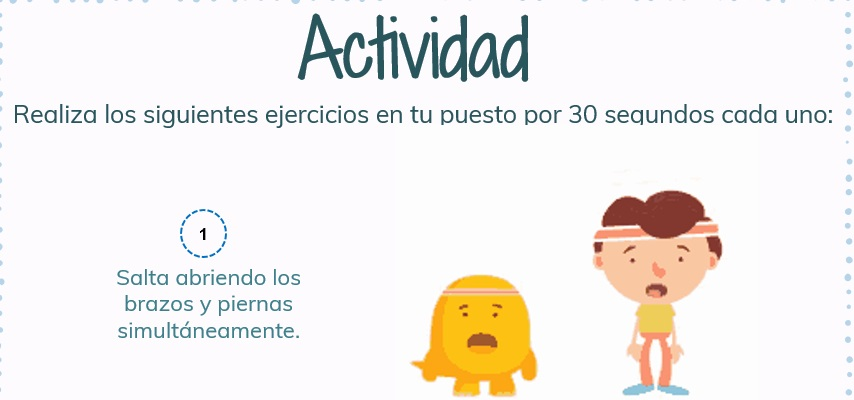 Actividad
Realiza los siguientes ejercicios en tu puesto por 30 segundos cada uno:
1
Salta abriendo los
brazos y piernas
simultáneamente.